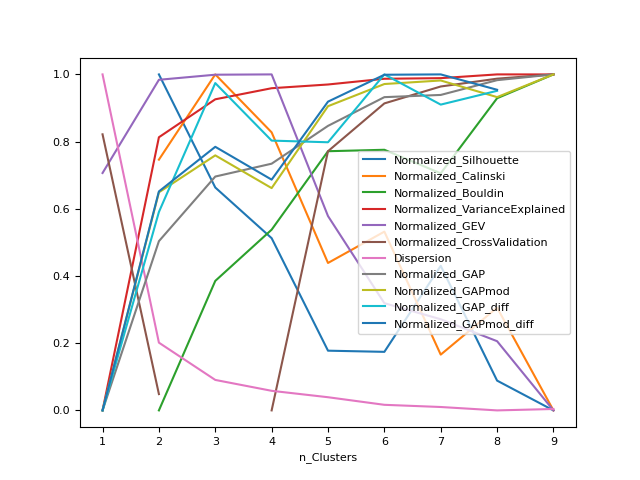 1.0
0.8
0.6
0.4
0.2
0.0
Normalized_Silhouette
Normalized_Calinski
Normalized_Bouldin
Normalized_VarianceExplained
Normalized_GEV
Normalized_CrossValidation
Dispersion
Normalized_GAP
Normalized_GAPmod
Normalized_GAP_diff
Normalized_GAPmod_diff
1 2 3 4 5 6 7 8 9
n_Clusters